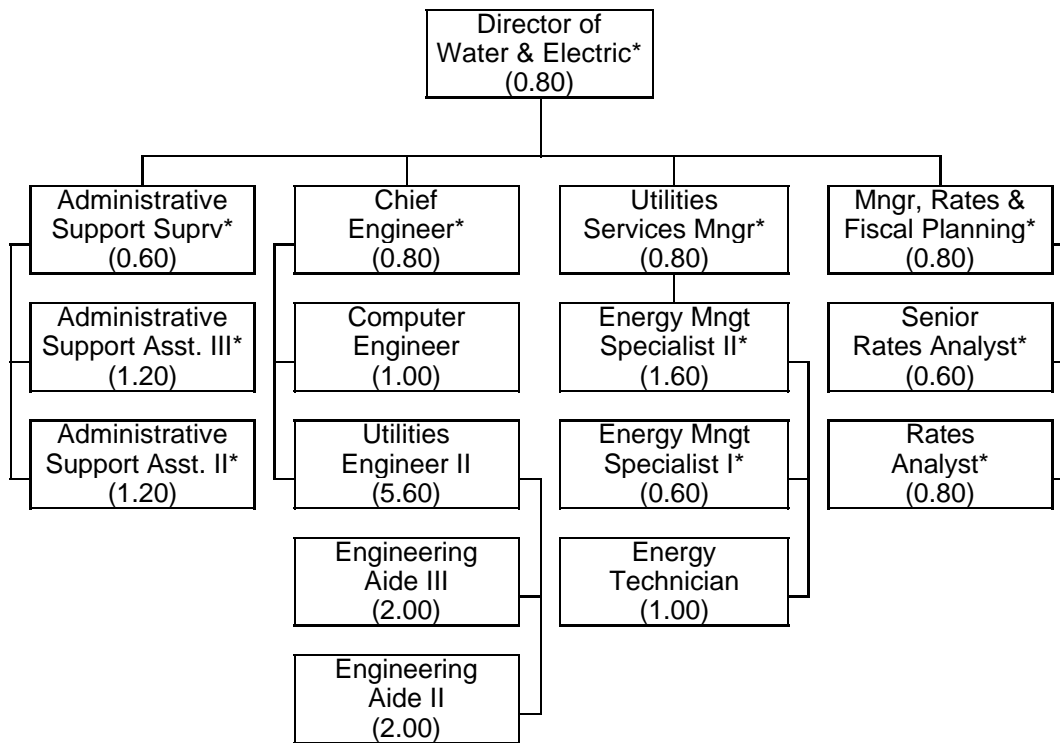 Director of
Water & Electric*
(0.80)
Administrative
Support Suprv*
(0.60)
Chief
Engineer*
(0.80)
Utilities
Services Mngr*
(0.80)
Mngr, Rates &
Fiscal Planning*
(0.80)
Administrative
Support Asst. III*
(1.20)
Computer
Engineer
(1.00)
Energy Mngt
Specialist II*
(1.60)
Senior
Rates Analyst*
(0.60)
Administrative
Support Asst. II*
(1.20)
Utilities
Engineer II
(5.60)
Energy Mngt
Specialist I*
(0.60)
Rates
Analyst*
(0.80)
Engineering
Aide III
(2.00)
Energy
Technician
(1.00)
Engineering
Aide II
(2.00)